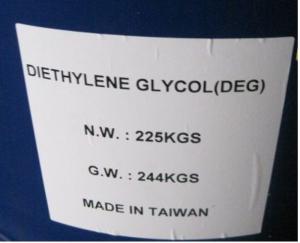 DIETHYLENE GLYCOL(DEG)
N.W. : 225KGS
G.W. : 244KGS
MADE IN TAIWAN